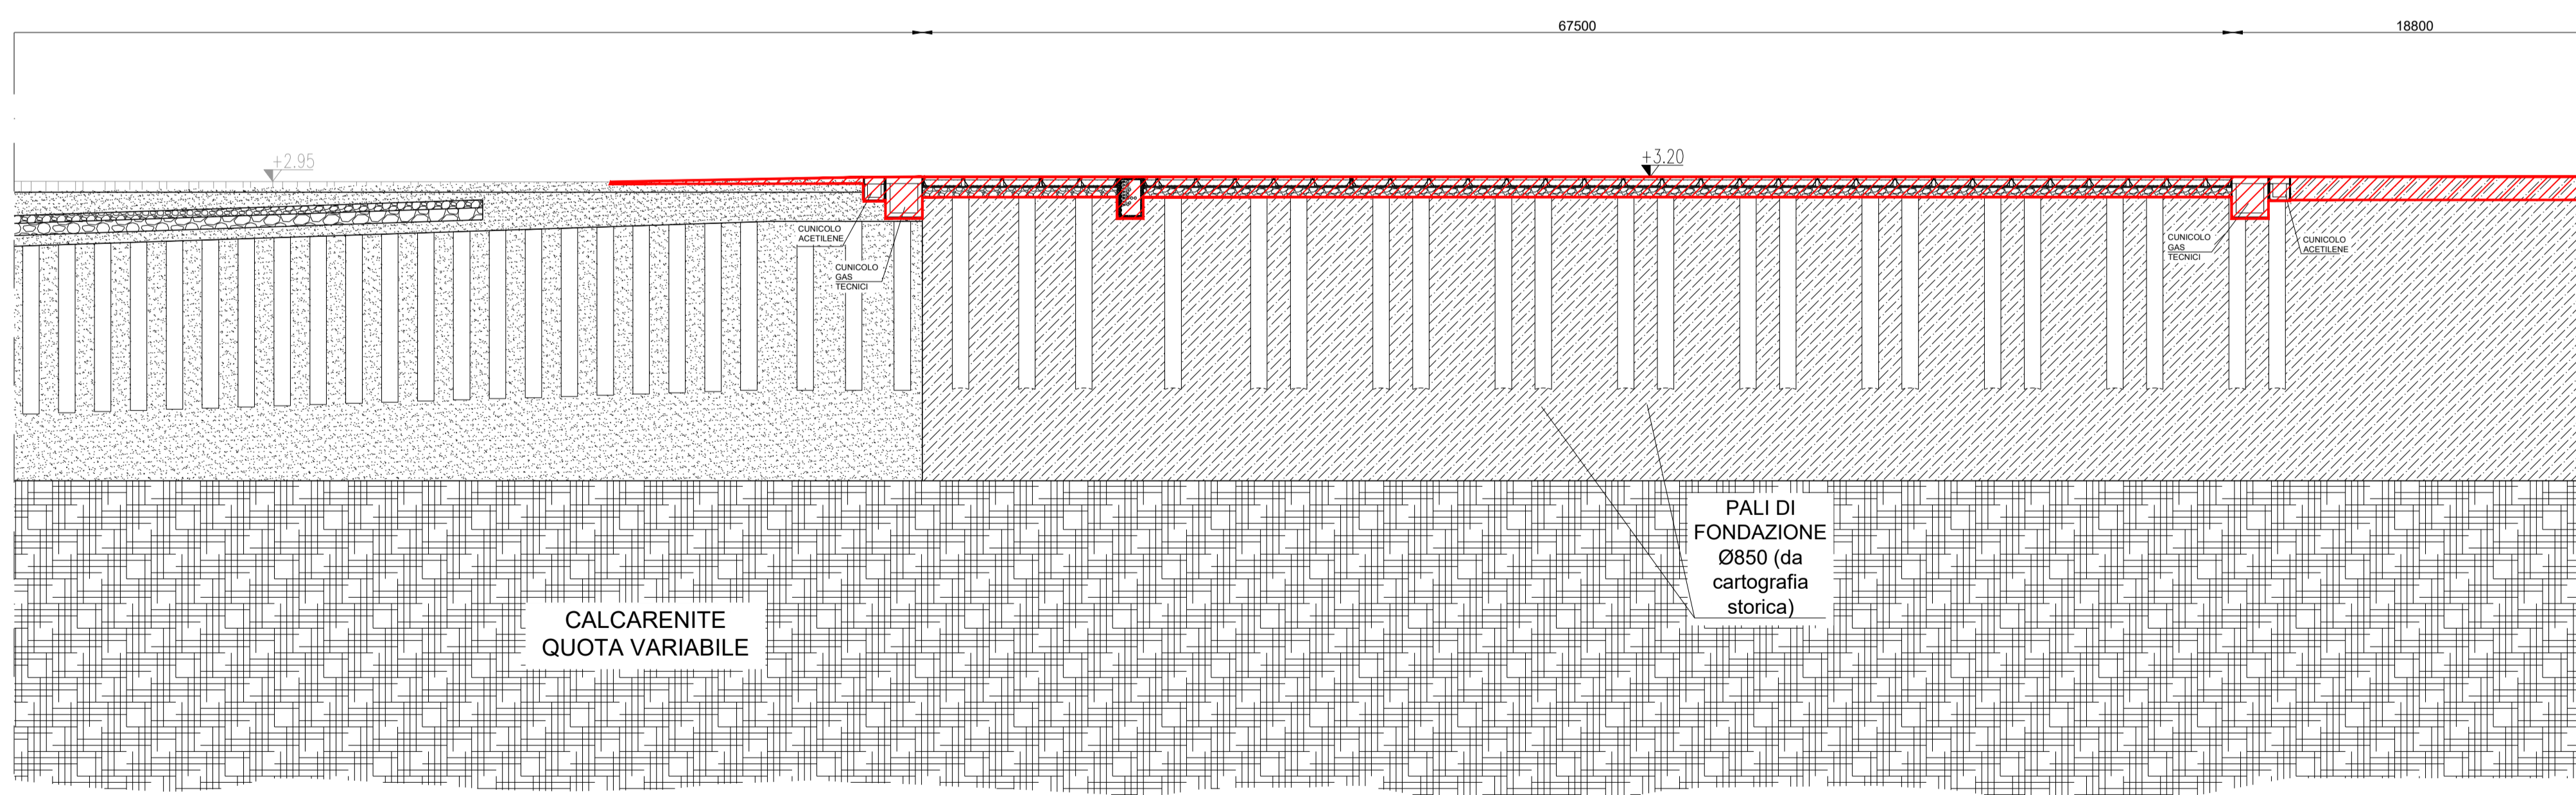 67500
18800
+2.95
+3.20
CUNICOLO
ACETILENE
CUNICOLO
GAS
TECNICI
CUNICOLO
GAS
TECNICI
CUNICOLO
ACETILENE
PALI DI
FONDAZIONE
Ø850 (da
cartografia
storica)
CALCARENITE
QUOTA VARIABILE